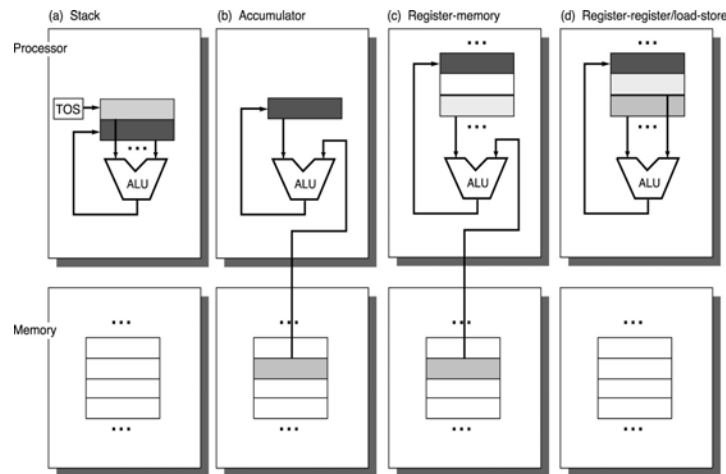 (a) Stack
(b) Accumulator
(c) Register-memory
(d) Register-register/load-store
Processor
TOS
...
ALU
ALU
...
...
ALU
...
...
ALU
Memory
...
...
...
...
...
...
...
...